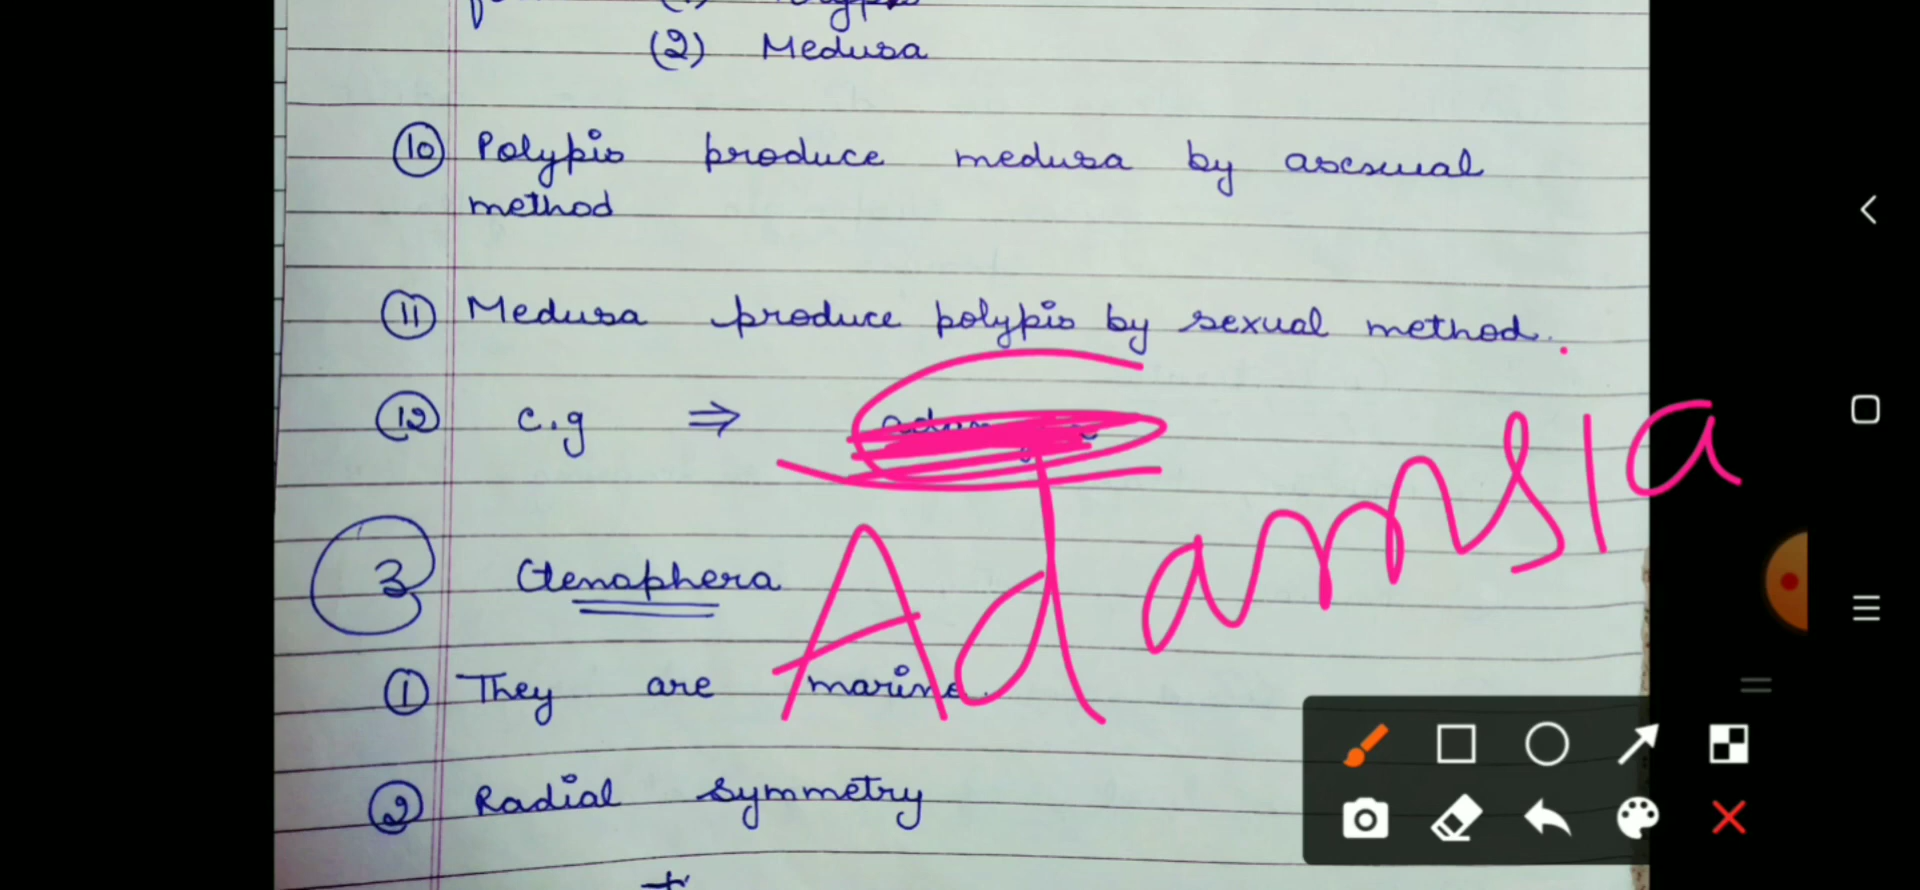 (2) Medusa
(10) Polypis produce medusa by asexual
method
(11) Medusa produce polypis by sexual method.
(12) e.g ⇒
Adamsia
(3) Ctenophera
(1) They are marine.
(2) Radial symmetry